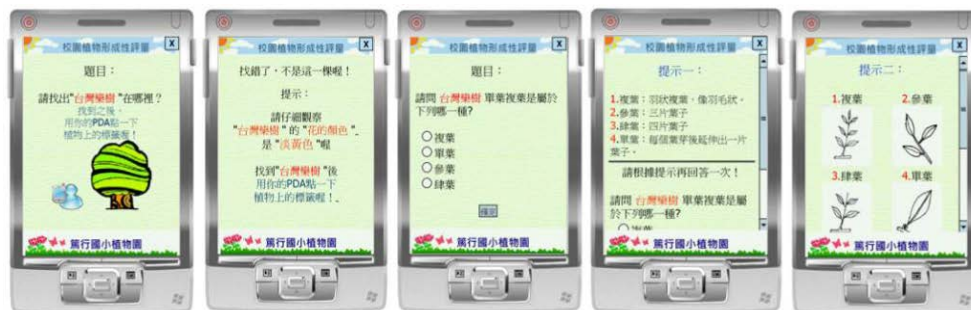 校園植物形成性評量 X
題目：
請找出"台灣欒樹"在哪裡？
找到之後，
用你的PDA點一下
植物上的標籤喔！
篤行國小植物園
校園植物形成性評量 X
找錯了，不是這一棵喔！
提示：
請仔細觀察
"台灣欒樹"的"花的顏色"，
是"淡黃色"喔
找到"台灣欒樹"後
用你的PDA點一下
植物上的標籤喔！。
篤行國小植物園
校園植物形成性評量 X
題目：
請問 台灣欒樹 單葉複葉是屬
於下列哪一種？
複葉
單葉
參葉
肆葉
確定
篤行國小植物園
校園植物形成性評量 X
提示一：
1.複葉：羽狀複葉，像羽毛狀。
2.參葉：三片葉子
3.肆葉：四片葉子
4.單葉：每個葉芽後延伸出一片
葉子。
請根據提示再回答一次！
請問 台灣欒樹 單葉複葉是屬
於下列哪一種？
複葉
篤行國小植物園
校園植物形成性評量 X
提示二：
1.複葉 2.參葉
3.肆葉 4.單葉
篤行國小植物園